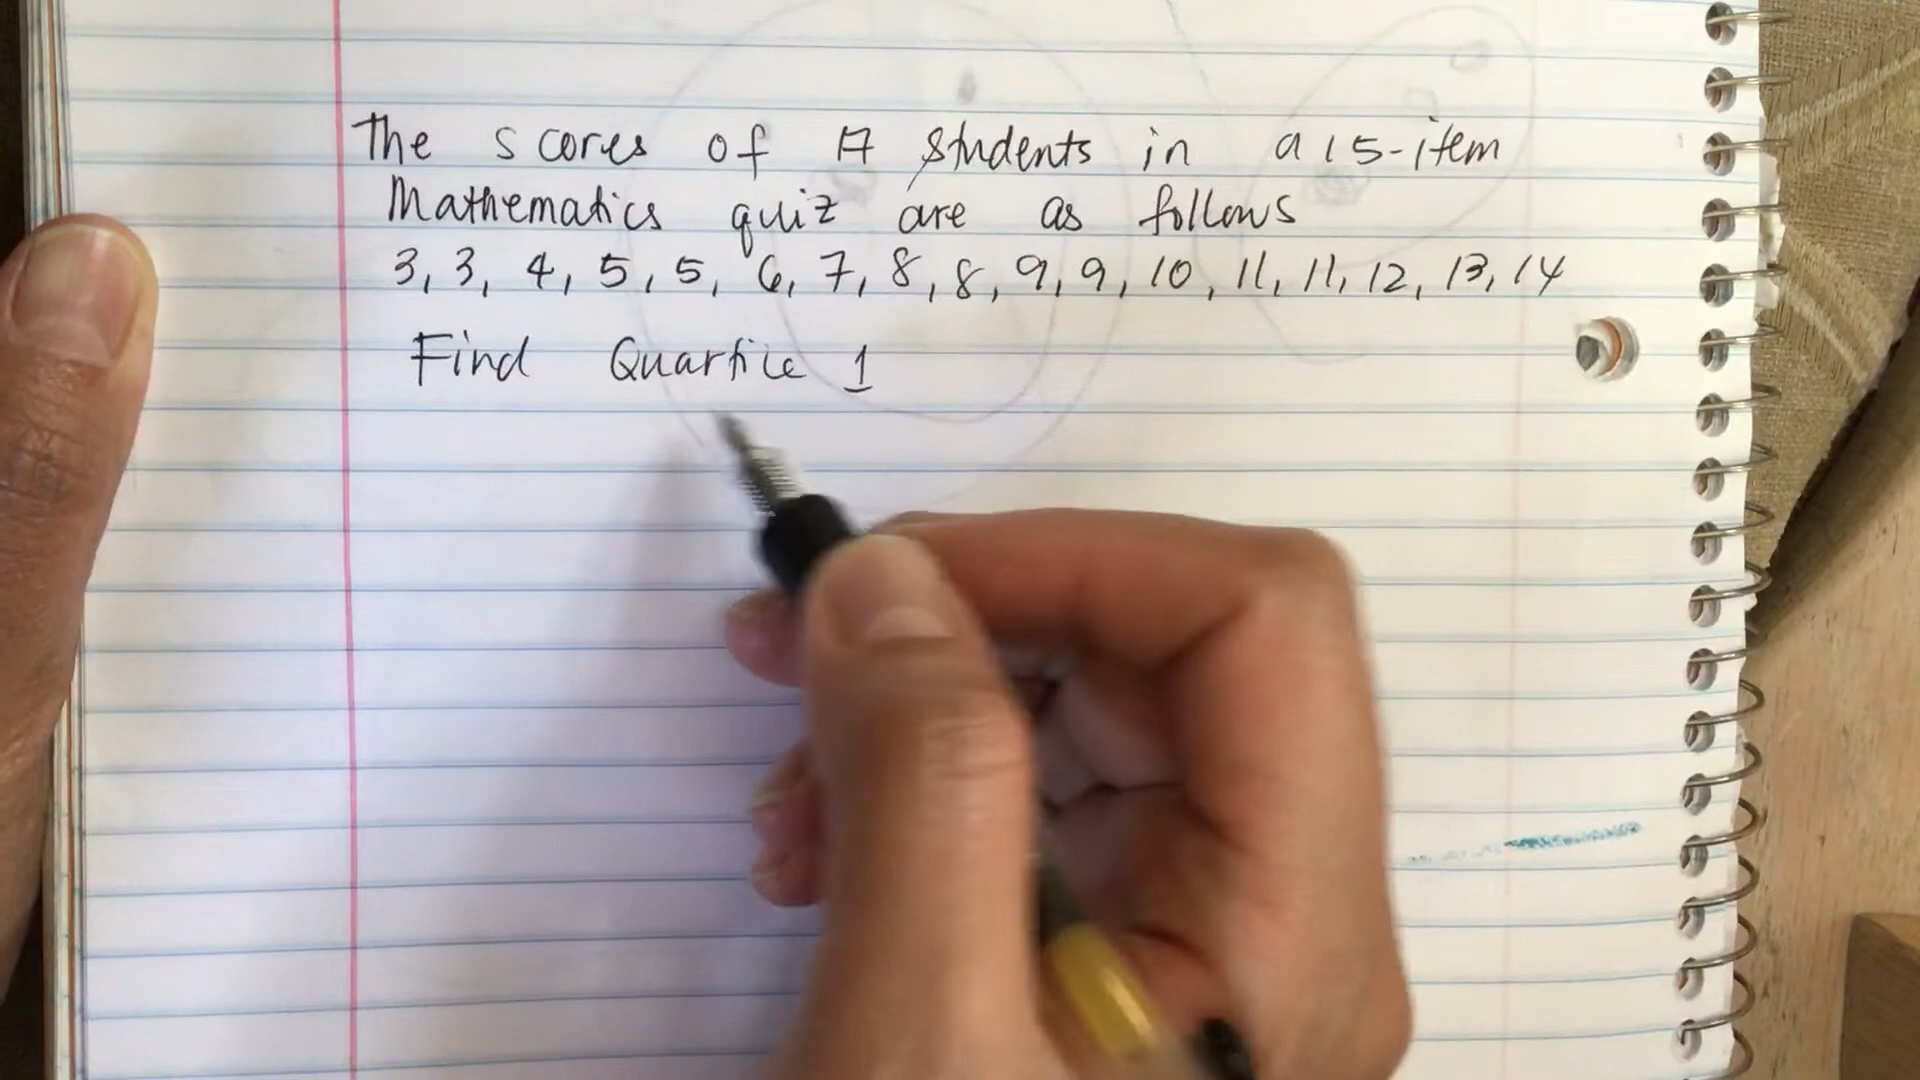 The scores of 17 students in a 15-item
Mathematics quiz are as follows
3, 3, 4, 5, 5, 6, 7, 8, 8, 9, 9, 10, 11, 11, 12, 13, 14
Find Quartile 1